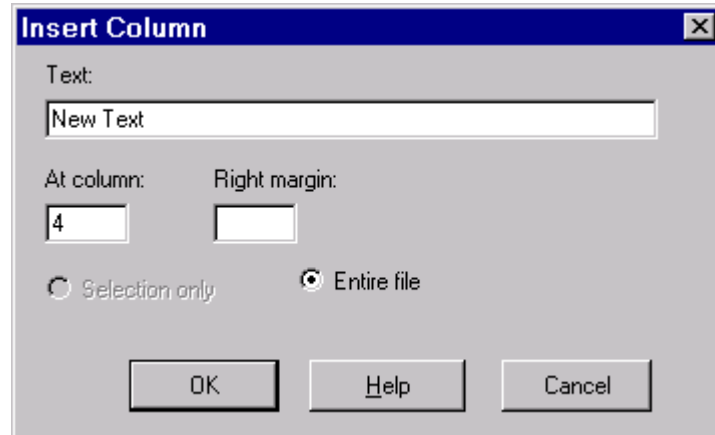 Insert Column
Text:
New Text
At column: Right margin:
4
Selection only Entire file
OK Help Cancel